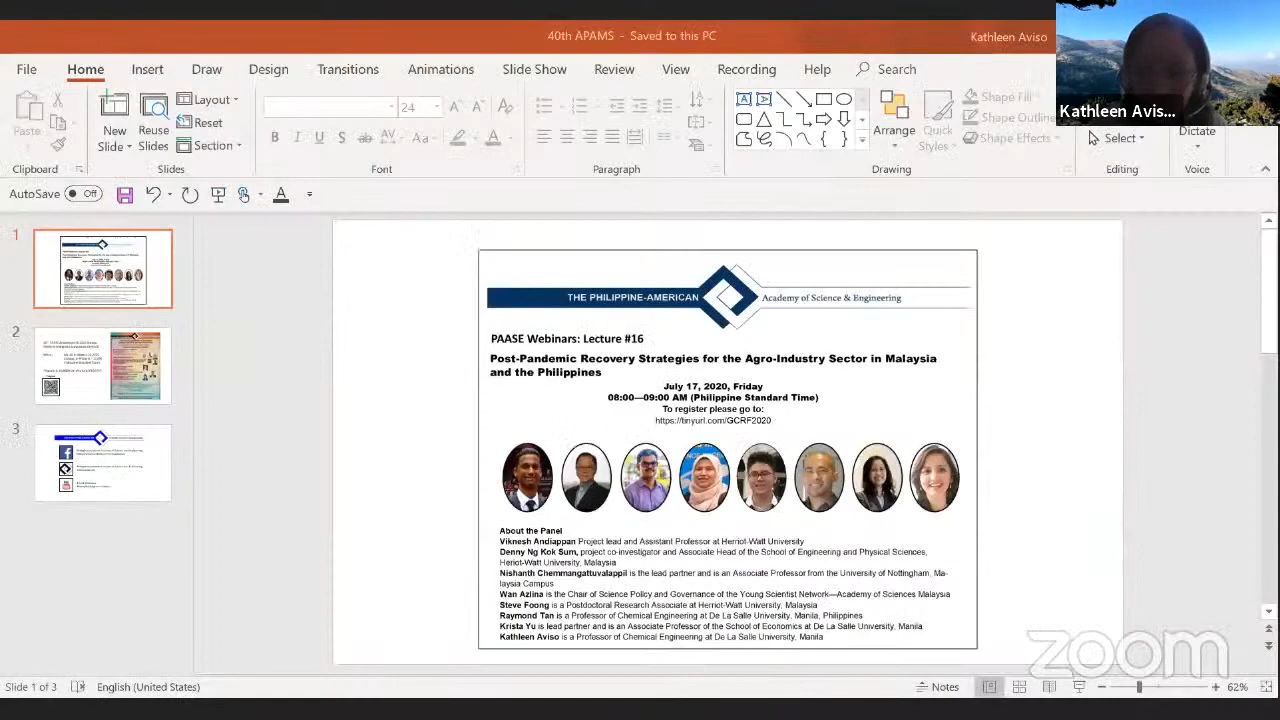 40th APAMS – Saved to this PC
Kathleen Aviso
File Home Insert Draw Design Transitions Animations Slide Show Review View Recording Help Search
Kathleen Avis...
Paste
New Slides
Reuse Slides
Layout
Reset
Section
24
B I U S ab AV Aa A
Arrange
Quick Styles
Shape Fill
Shape Outline
Shape Effects
Select
Dictate
Clipboard Slides Font Paragraph Drawing Editing Voice
AutoSave Off
1
2
3
THE PHILIPPINE-AMERICAN Academy of Science & Engineering
PAASE Webinars: Lecture #16
Post-Pandemic Recovery Strategies for the Agro-Industry Sector in Malaysia
and the Philippines
July 17, 2020, Friday
08:00—09:00 AM (Philippine Standard Time)
To register please go to:
https://tinyurl.com/GCRF2020
About the Panel
Viknesh Andiappan Project lead and Assistant Professor at Herriot-Watt University
Denny Ng Kok Sum, project co-investigator and Associate Head of the School of Engineering and Physical Sciences,
Heriot-Watt University, Malaysia
Nishanth Chemmangattuvalappil is the lead partner and is an Associate Professor from the University of Nottingham, Ma-
laysia Campus
Wan Azlina is the Chair of Science Policy and Governance of the Young Scientist Network—Academy of Sciences Malaysia
Steve Foong is a Postdoctoral Research Associate at Herriot-Watt University, Malaysia
Raymond Tan is a Professor of Chemical Engineering at De La Salle University, Manila, Philippines
Krista Yu is lead partner and is an Associate Professor of the School of Economics at De La Salle University, Manila
Kathleen Aviso is a Professor of Chemical Engineering at De La Salle University, Manila
zoom
Slide 1 of 3 English (United States) Notes 62%